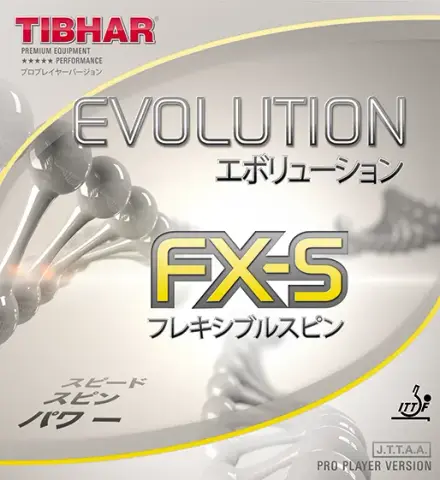 TIBHAR
PREMIUM EQUIPMENT
★★★★★ PERFORMANCE
プロプレイヤーバージョン
EVOLUTION
エボリューション
FX-S
フレキシブルスピン
スピード
スピン
パワー
ITTF
J.T.T.A.A.
PRO PLAYER VERSION